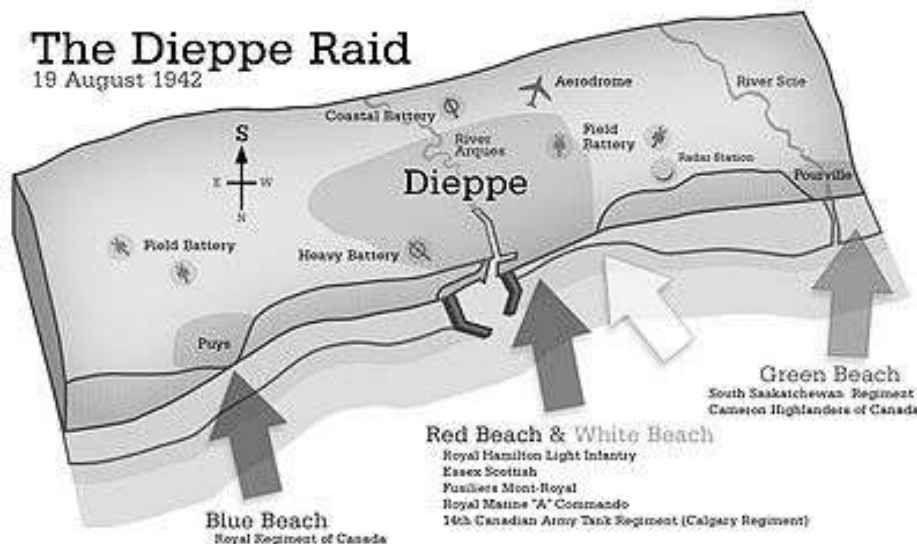 The Dieppe Raid
19 August 1942
Aerodrome
River Scie
Coastal Battery
River
Arques
Field
Battery
Radar Station
Pourville
S
E
W
N
Dieppe
Field Battery
Heavy Battery
Puys
Green Beach
South Saskatchewan Regiment
Cameron Highlanders of Canada
Red Beach & White Beach
Royal Hamilton Light Infantry
Essex Scottish
Fusiliers Mont-Royal
Royal Marine "A" Commando
14th Canadian Army Tank Regiment (Calgary Regiment)
Blue Beach
Royal Regiment of Canada